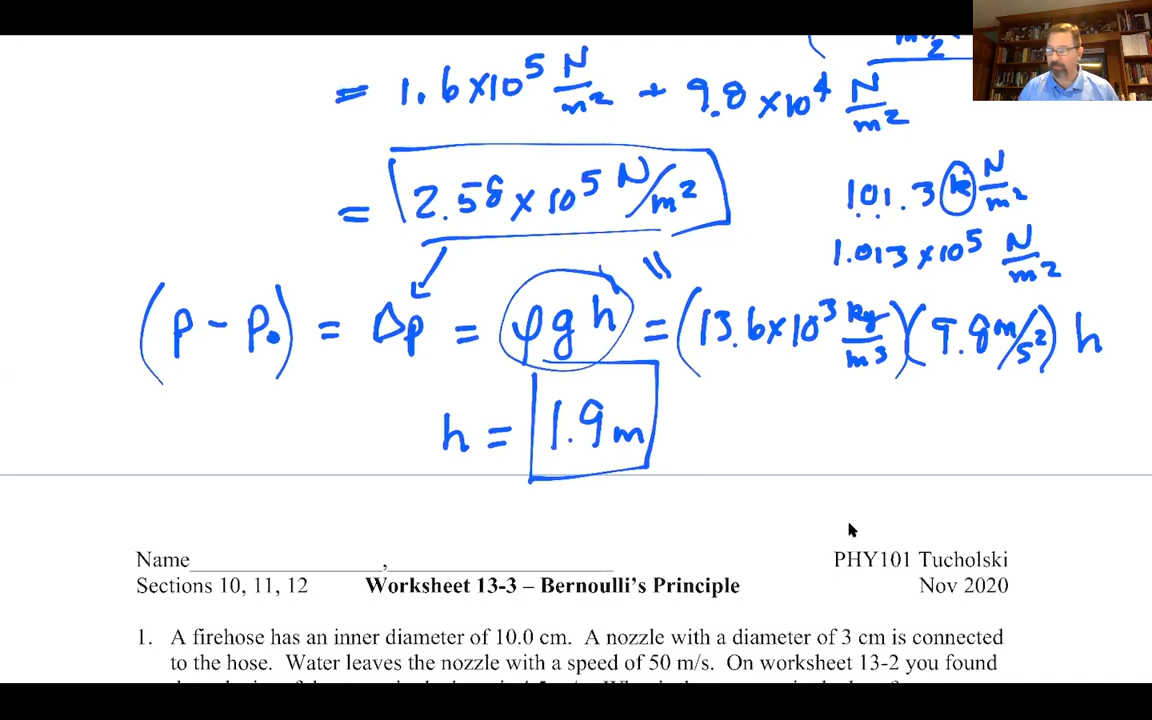 = 1.6×10⁵ N/m² + 9.8×10⁴ N/m²
= 2.58×10⁵ N/m²
101.3 k N/m²
1.013×10⁵ N/m²
(P - P₀) = Δp = ρgh = (13.6×10³ kg/m³)(9.8 m/s²) h
h = 1.9 m
Name , PHY101 Tucholski
Sections 10, 11, 12 Worksheet 13-3 – Bernoulli's Principle Nov 2020
1. A firehose has an inner diameter of 10.0 cm. A nozzle with a diameter of 3 cm is connected
to the hose. Water leaves the nozzle with a speed of 50 m/s. On worksheet 13-2 you found